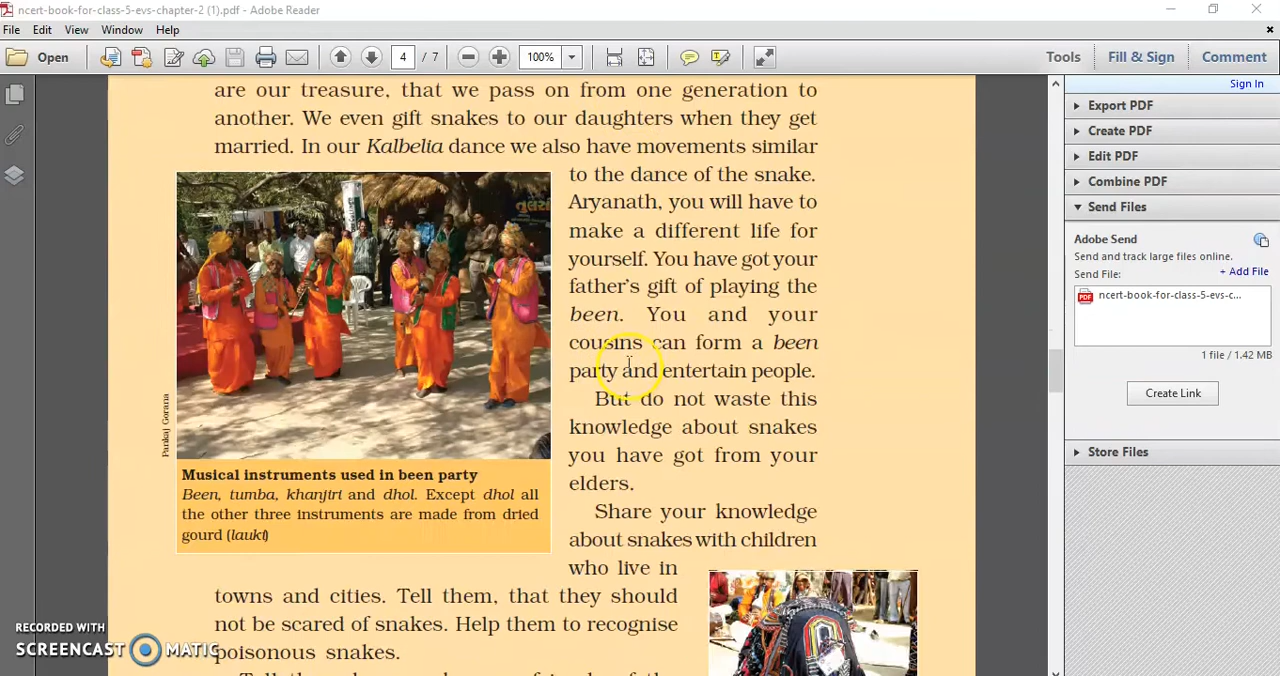 ncert-book-for-class-5-evs-chapter-2 (1).pdf - Adobe Reader
File Edit View Window Help
Open 4 / 7 100% Tools Fill & Sign Comment
Sign In
Export PDF
Create PDF
Edit PDF
Combine PDF
Send Files
Adobe Send
Send and track large files online.
Send File: + Add File
ncert-book-for-class-5-evs-c...
1 file / 1.42 MB
Create Link
Store Files
are our treasure, that we pass on from one generation to
another. We even gift snakes to our daughters when they get
married. In our Kalbelia dance we also have movements similar
to the dance of the snake.
Aryanath, you will have to
make a different life for
yourself. You have got your
father's gift of playing the
been. You and your
cousins can form a been
party and entertain people.
But do not waste this
knowledge about snakes
you have got from your
elders.
Share your knowledge
about snakes with children
who live in
towns and cities. Tell them, that they should
not be scared of snakes. Help them to recognise
poisonous snakes.
Pankaj Gorana
Musical instruments used in been party
Been, tumba, khanjiri and dhol. Except dhol all
the other three instruments are made from dried
gourd (lauki)
RECORDED WITH
SCREENCAST MATIC